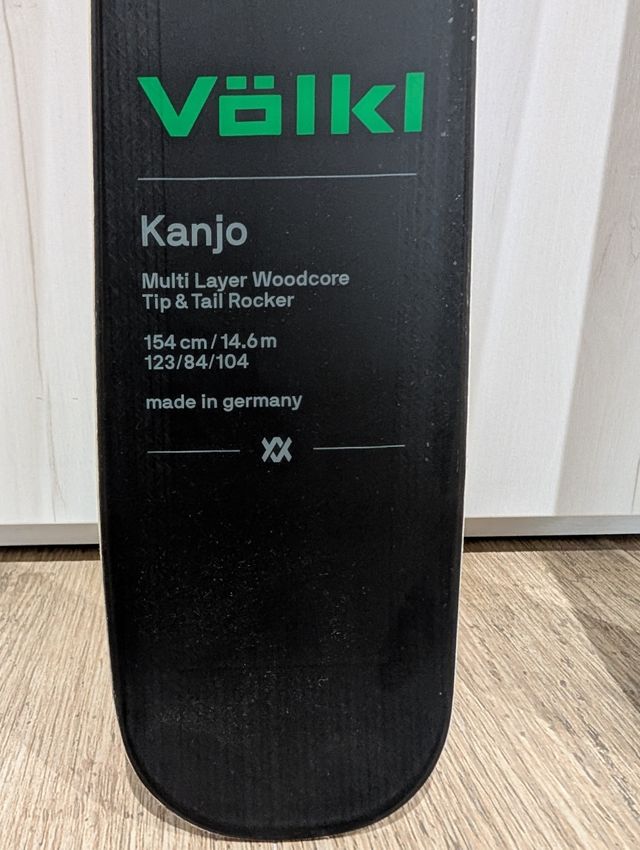 Völkl
Kanjo
Multi Layer Woodcore
Tip & Tail Rocker
154 cm / 14.6 m
123/84/104
made in germany